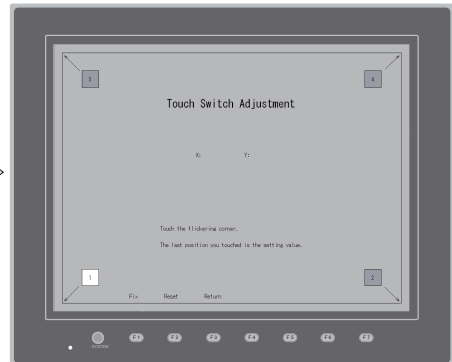 3
4
Touch Switch Adjustment
X: Y:
Touch the flickering corner.
The last position you touched is the setting value.
1
2
Fix Reset Return
SYSTEM F1 F2 F3 F4 F5 F6 F7